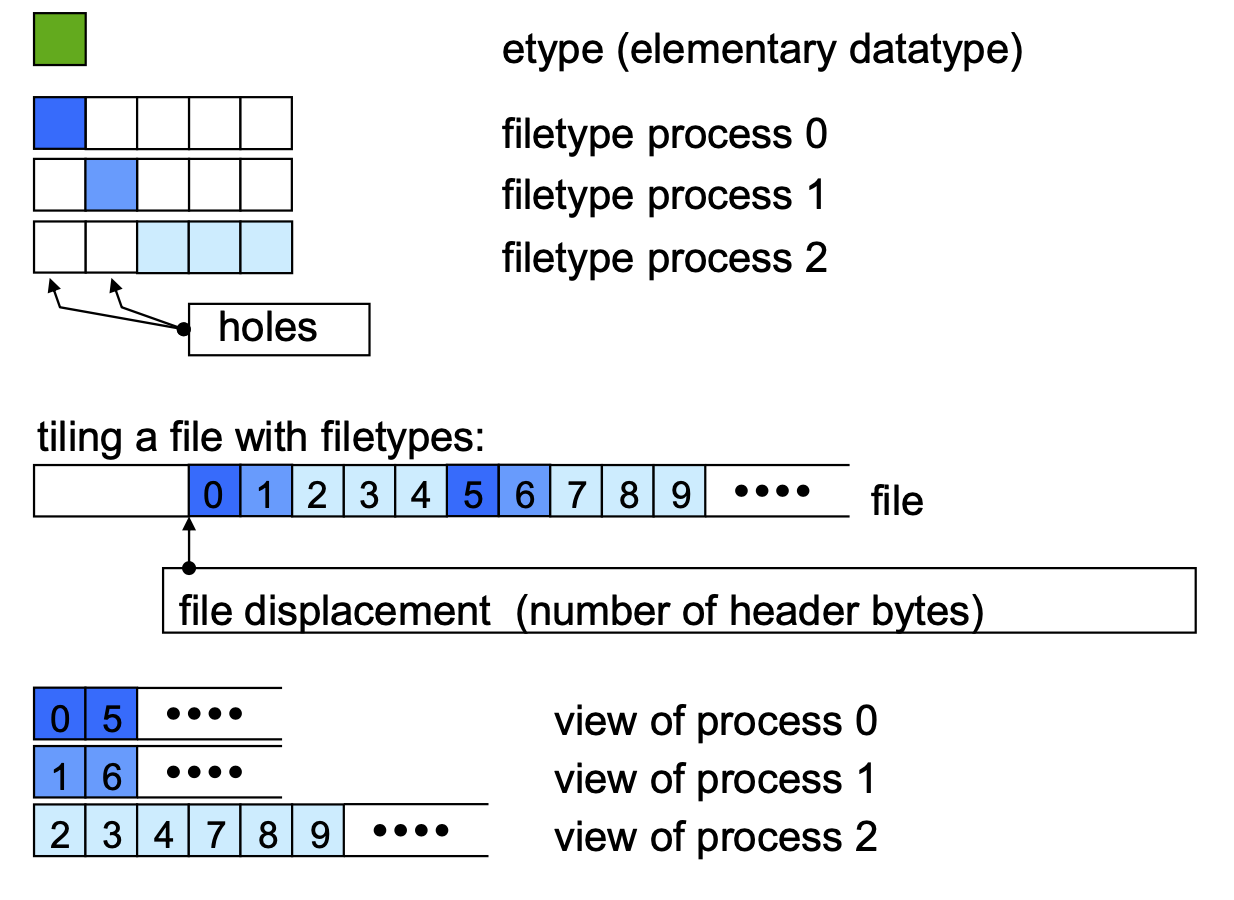 etype (elementary datatype)
filetype process 0
filetype process 1
filetype process 2
holes
tiling a file with filetypes:
0 1 2 3 4 5 6 7 8 9 •••• file
file displacement (number of header bytes)
0 5 •••• view of process 0
1 6 •••• view of process 1
2 3 4 7 8 9 •••• view of process 2